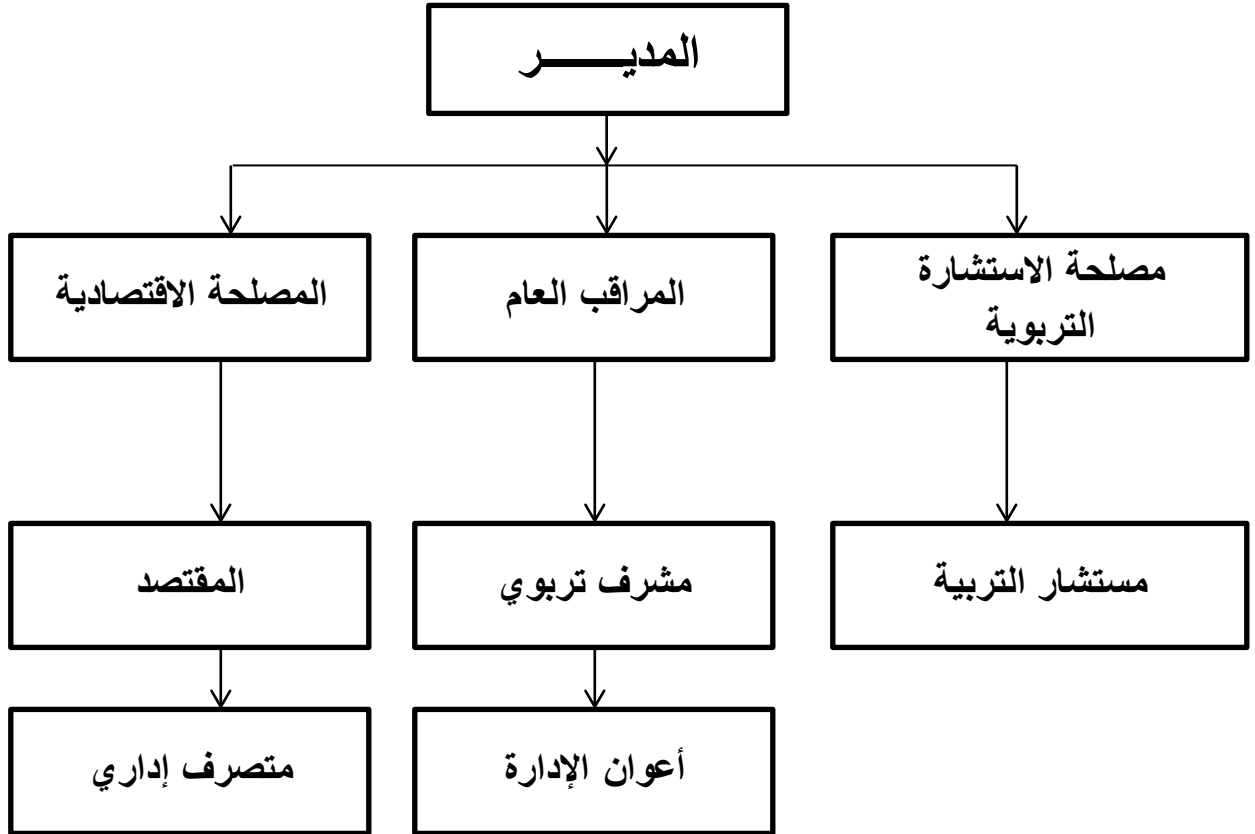 المديـــــــر
مصلحة الاستشارة
التربوية
المراقب العام
المصلحة الاقتصادية
مستشار التربية
مشرف تربوي
المقتصد
أعوان الإدارة
متصرف إداري